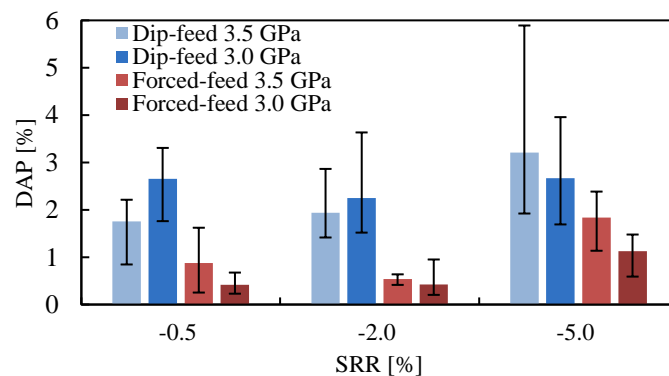 6
5
4
3
2
1
0
DAP [%]
Dip-feed 3.5 GPa
Dip-feed 3.0 GPa
Forced-feed 3.5 GPa
Forced-feed 3.0 GPa
-0.5 -2.0 -5.0
SRR [%]